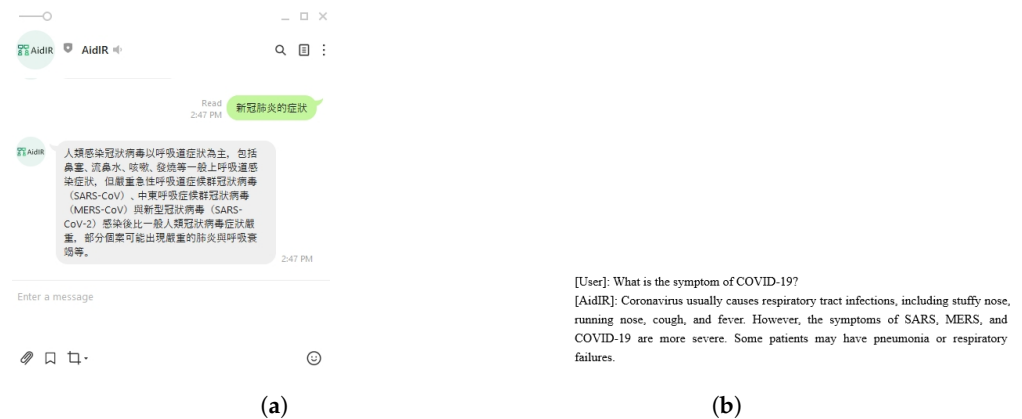 AidIR AidIR
Read
2:47 PM
新冠肺炎的症狀
AidIR
人類感染冠狀病毒以呼吸道症狀為主，包括
鼻塞、流鼻水、咳嗽、發燒等一般上呼吸道感
染症狀，但嚴重急性呼吸道症候群冠狀病毒
（SARS-CoV）、中東呼吸症候群冠狀病毒
（MERS-CoV）與新型冠狀病毒（SARS-
CoV-2）感染後比一般人類冠狀病毒症狀嚴
重，部分個案可能出現嚴重的肺炎與呼吸衰
竭等。
2:47 PM
Enter a message
(a)
[User]: What is the symptom of COVID-19?
[AidIR]: Coronavirus usually causes respiratory tract infections, including stuffy nose,
running nose, cough, and fever. However, the symptoms of SARS, MERS, and
COVID-19 are more severe. Some patients may have pneumonia or respiratory
failures.
(b)